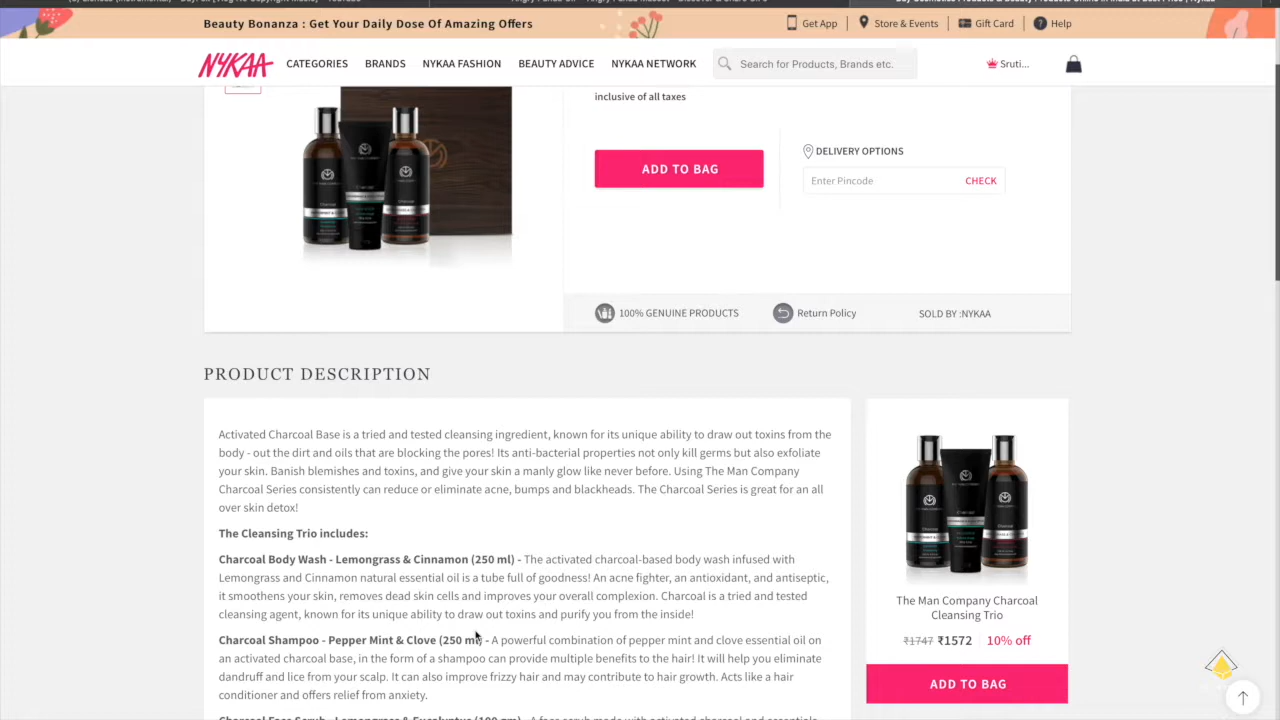 Beauty Bonanza : Get Your Daily Dose Of Amazing Offers
Get App
Store & Events
Gift Card
Help
NYKAA
CATEGORIES
BRANDS
NYKAA FASHION
BEAUTY ADVICE
NYKAA NETWORK
Search for Products, Brands etc.
Sruti...
inclusive of all taxes
ADD TO BAG
DELIVERY OPTIONS
Enter Pincode
CHECK
100% GENUINE PRODUCTS
Return Policy
SOLD BY :NYKAA
PRODUCT DESCRIPTION
Activated Charcoal Base is a tried and tested cleansing ingredient, known for its unique ability to draw out toxins from the
body - out the dirt and oils that are blocking the pores! Its anti-bacterial properties not only kill germs but also exfoliate
your skin. Banish blemishes and toxins, and give your skin a manly glow like never before. Using The Man Company
Charcoal Series consistently can reduce or eliminate acne, bumps and blackheads. The Charcoal Series is great for an all
over skin detox!
The Cleansing Trio includes:
Charcoal Body Wash - Lemongrass & Cinnamon (250 ml) - The activated charcoal-based body wash infused with
Lemongrass and Cinnamon natural essential oil is a tube full of goodness! An acne fighter, an antioxidant, and antiseptic,
it smoothens your skin, removes dead skin cells and improves your overall complexion. Charcoal is a tried and tested
cleansing agent, known for its unique ability to draw out toxins and purify you from the inside!
Charcoal Shampoo - Pepper Mint & Clove (250 ml) - A powerful combination of pepper mint and clove essential oil on
an activated charcoal base, in the form of a shampoo can provide multiple benefits to the hair! It will help you eliminate
dandruff and lice from your scalp. It can also improve frizzy hair and may contribute to hair growth. Acts like a hair
conditioner and offers relief from anxiety.
The Man Company Charcoal
Cleansing Trio
₹1747 ₹1572 10% off
ADD TO BAG